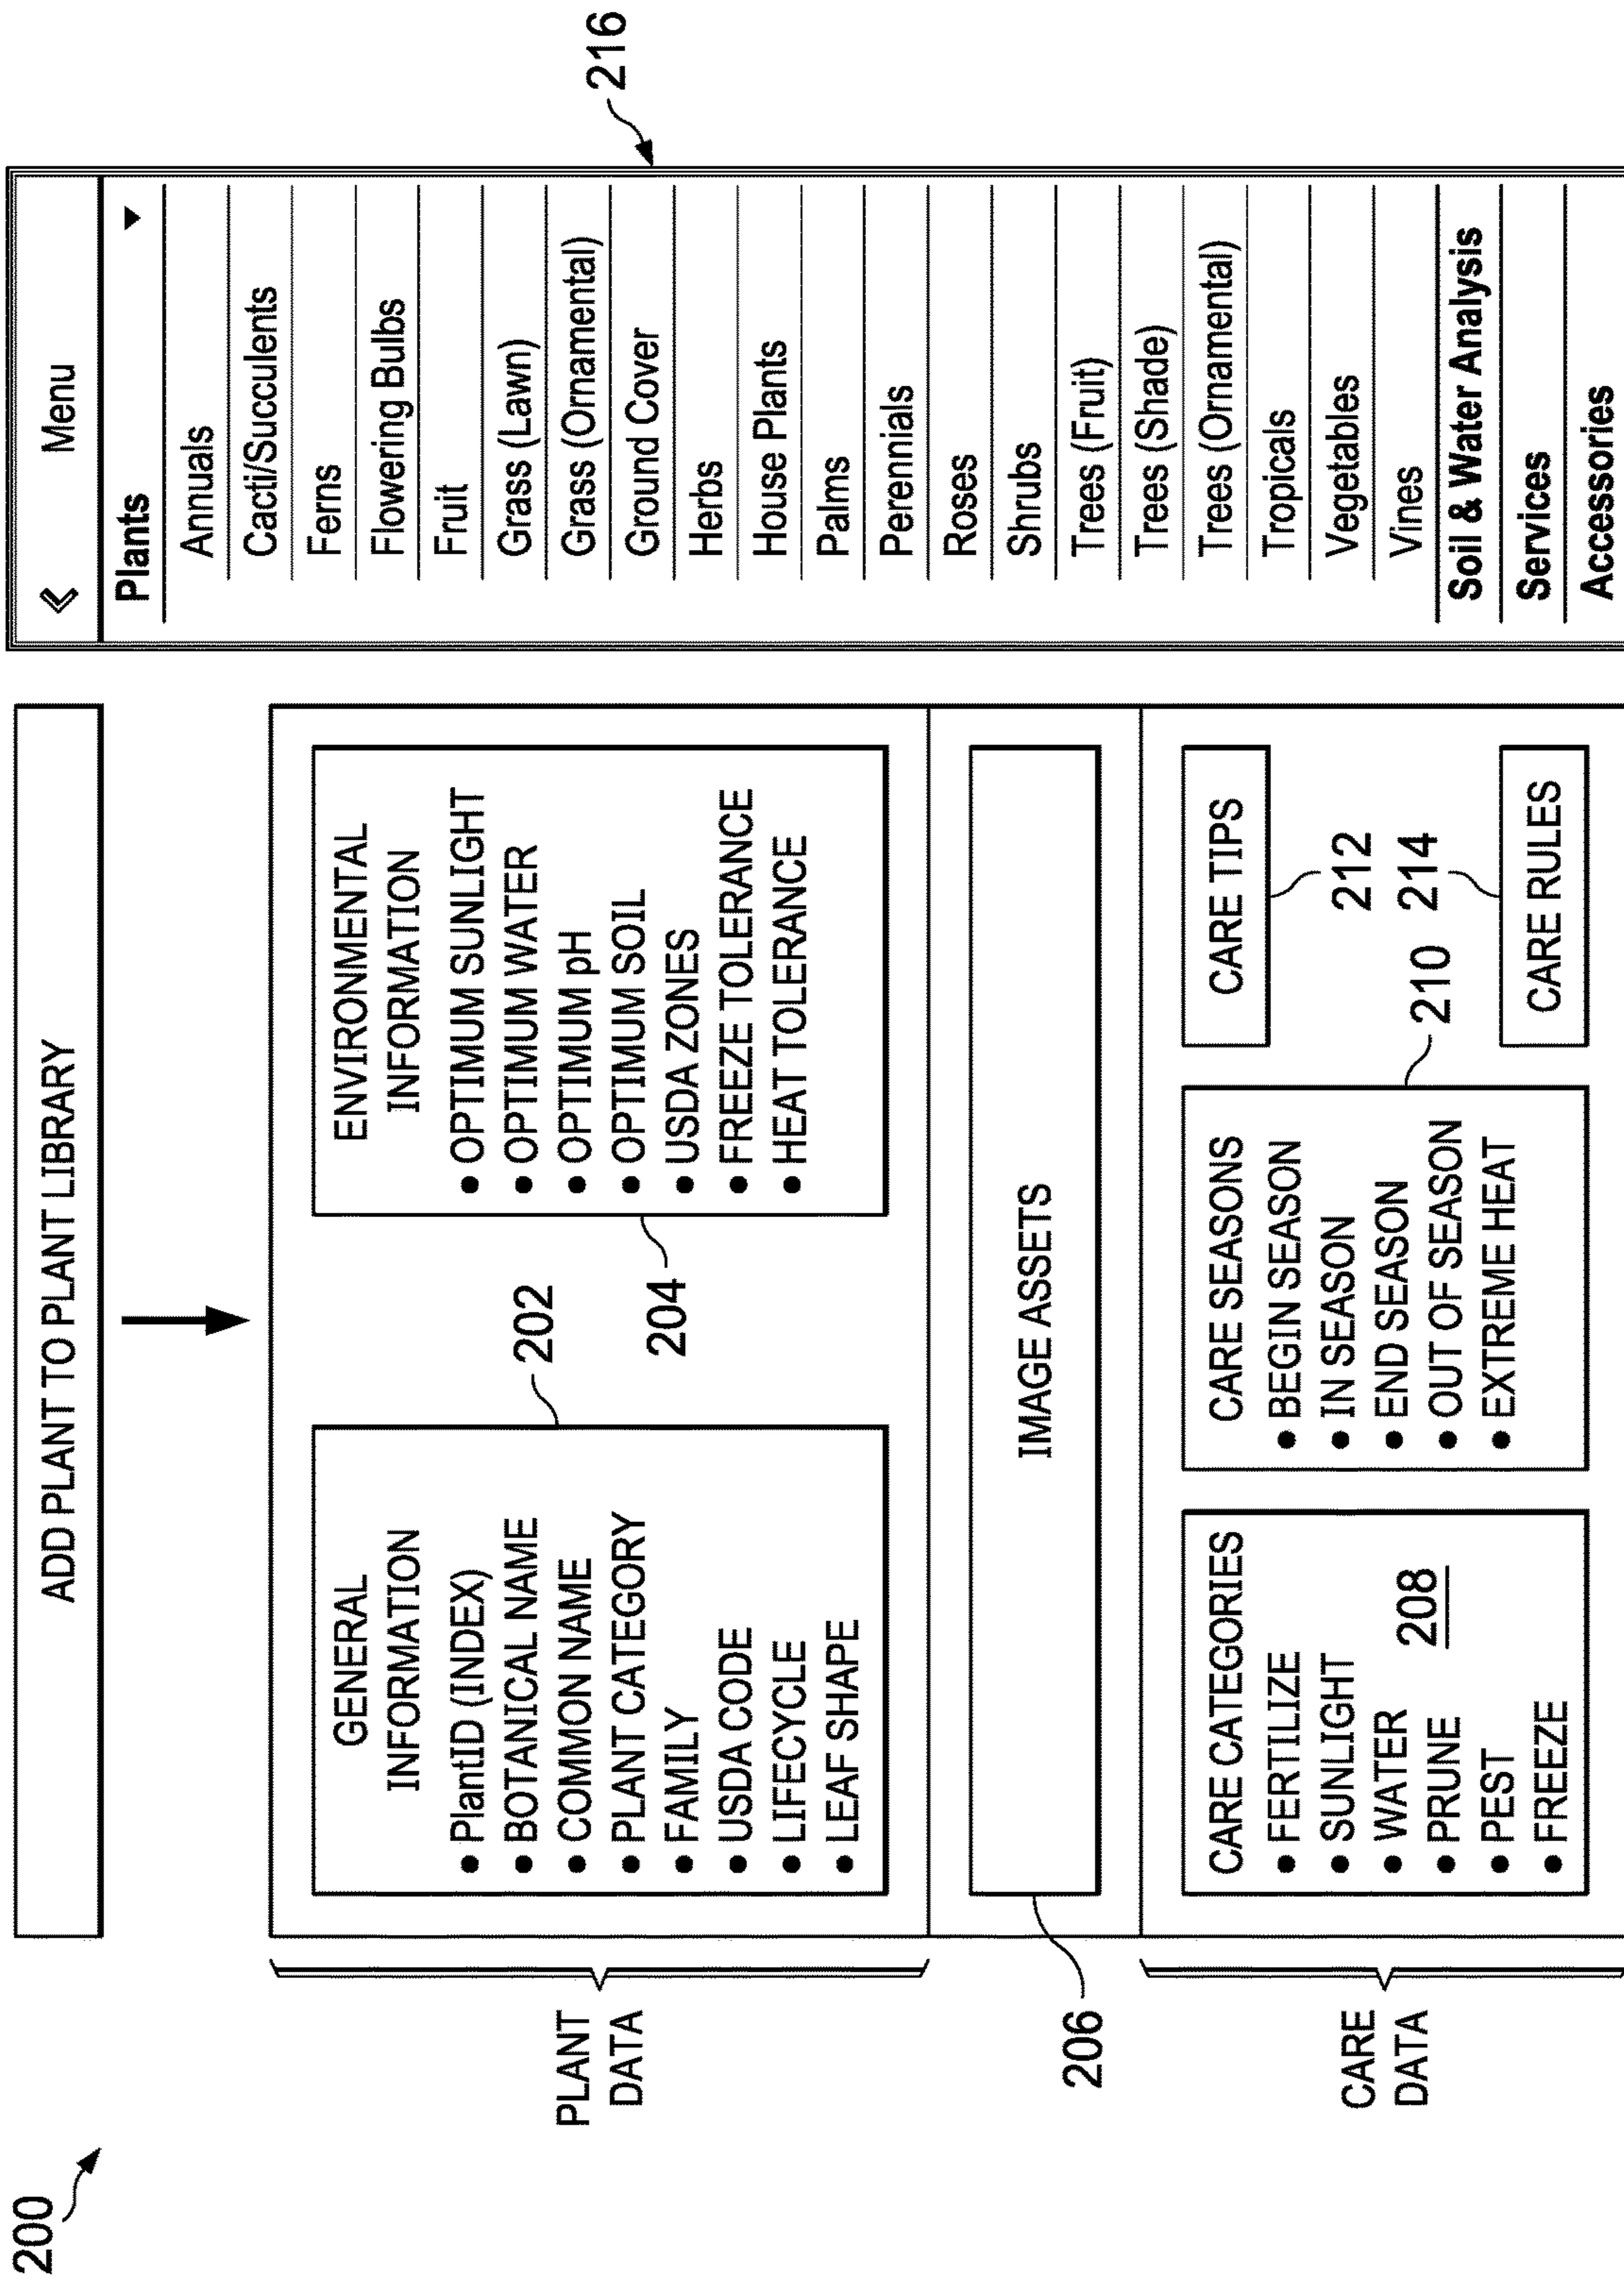 200
ADD PLANT TO PLANT LIBRARY
PLANT
DATA
GENERAL
INFORMATION
• PlantID (INDEX)
• BOTANICAL NAME
• COMMON NAME
• PLANT CATEGORY
• FAMILY
• USDA CODE
• LIFECYCLE
• LEAF SHAPE
202
204
ENVIRONMENTAL
INFORMATION
• OPTIMUM SUNLIGHT
• OPTIMUM WATER
• OPTIMUM pH
• OPTIMUM SOIL
• USDA ZONES
• FREEZE TOLERANCE
• HEAT TOLERANCE
206
IMAGE ASSETS
CARE
DATA
CARE CATEGORIES
• FERTILIZE
• SUNLIGHT
• WATER
• PRUNE
• PEST
• FREEZE
208
CARE SEASONS
• BEGIN SEASON
• IN SEASON
• END SEASON
• OUT OF SEASON
• EXTREME HEAT
210
CARE TIPS
212
214
CARE RULES
« Menu
Plants ▼
Annuals
Cacti/Succulents
Ferns
Flowering Bulbs
Fruit
Grass (Lawn)
Grass (Ornamental)
Ground Cover
Herbs
House Plants
Palms
Perennials
Roses
Shrubs
Trees (Fruit)
Trees (Shade)
Trees (Ornamental)
Tropicals
Vegetables
Vines
Soil & Water Analysis
Services
Accessories
216